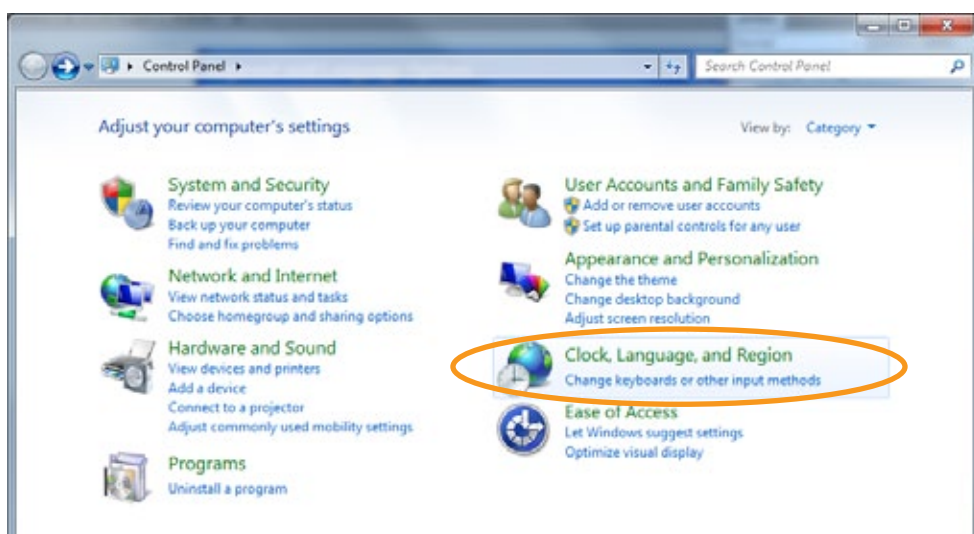 Control Panel
Search Control Panel
Adjust your computer's settings
View by: Category
System and Security
Review your computer's status
Back up your computer
Find and fix problems
Network and Internet
View network status and tasks
Choose homegroup and sharing options
Hardware and Sound
View devices and printers
Add a device
Connect to a projector
Adjust commonly used mobility settings
Programs
Uninstall a program
User Accounts and Family Safety
Add or remove user accounts
Set up parental controls for any user
Appearance and Personalization
Change the theme
Change desktop background
Adjust screen resolution
Clock, Language, and Region
Change keyboards or other input methods
Ease of Access
Let Windows suggest settings
Optimize visual display